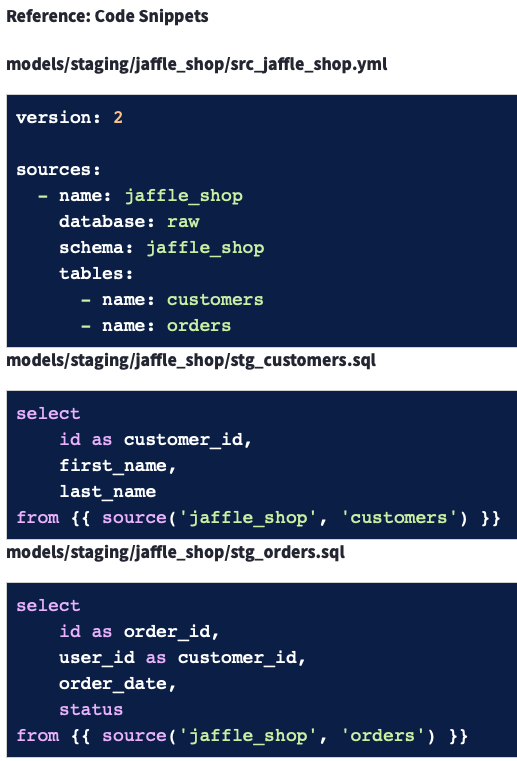 Reference: Code Snippets
models/staging/jaffle_shop/src_jaffle_shop.yml
version: 2
sources:
  - name: jaffle_shop
    database: raw
    schema: jaffle_shop
    tables:
      - name: customers
      - name: orders
models/staging/jaffle_shop/stg_customers.sql
select
    id as customer_id,
    first_name,
    last_name
from {{ source('jaffle_shop', 'customers') }}
models/staging/jaffle_shop/stg_orders.sql
select
    id as order_id,
    user_id as customer_id,
    order_date,
    status
from {{ source('jaffle_shop', 'orders') }}